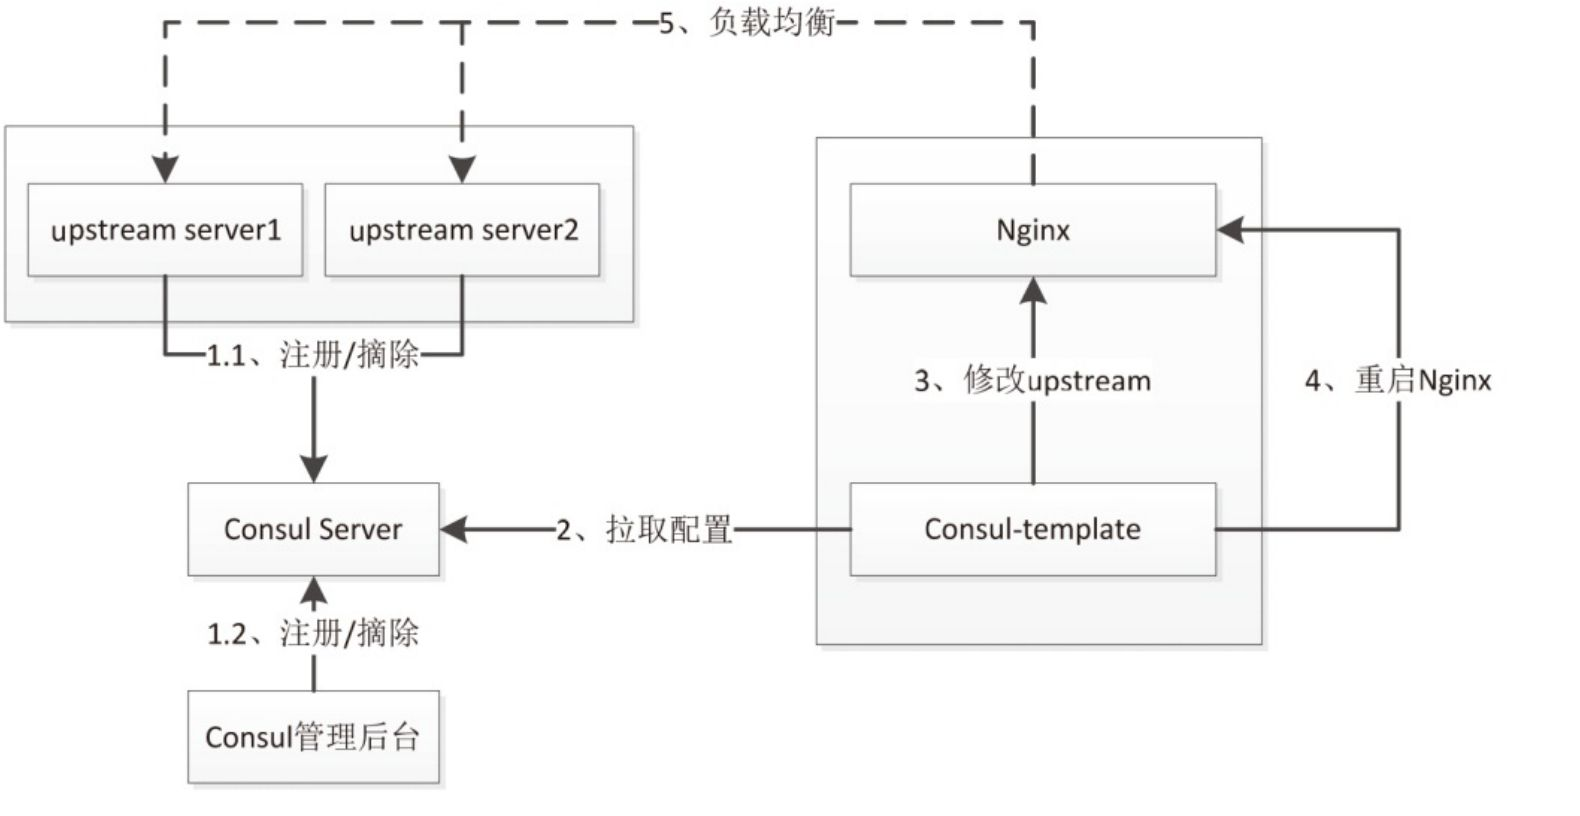 5、负载均衡
upstream server1
upstream server2
Nginx
1.1、注册/摘除
3、修改upstream
4、重启Nginx
Consul Server
2、拉取配置
Consul-template
1.2、注册/摘除
Consul管理后台